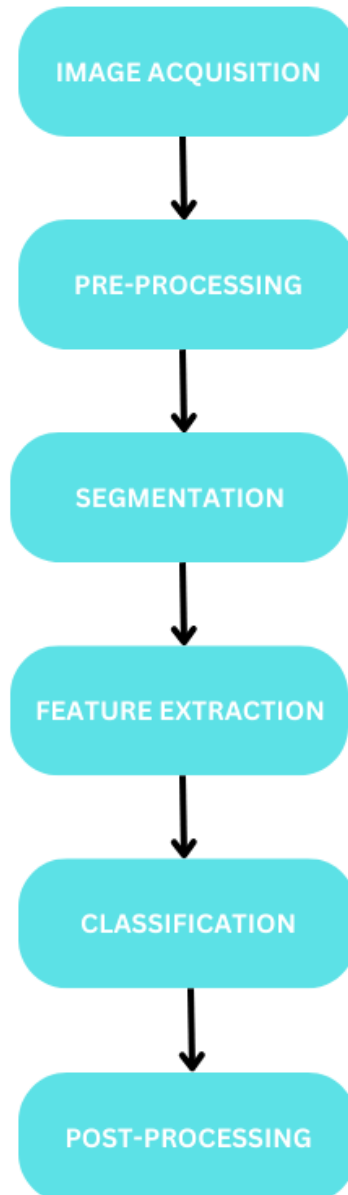 IMAGE ACQUISITION
PRE-PROCESSING
SEGMENTATION
FEATURE EXTRACTION
CLASSIFICATION
POST-PROCESSING